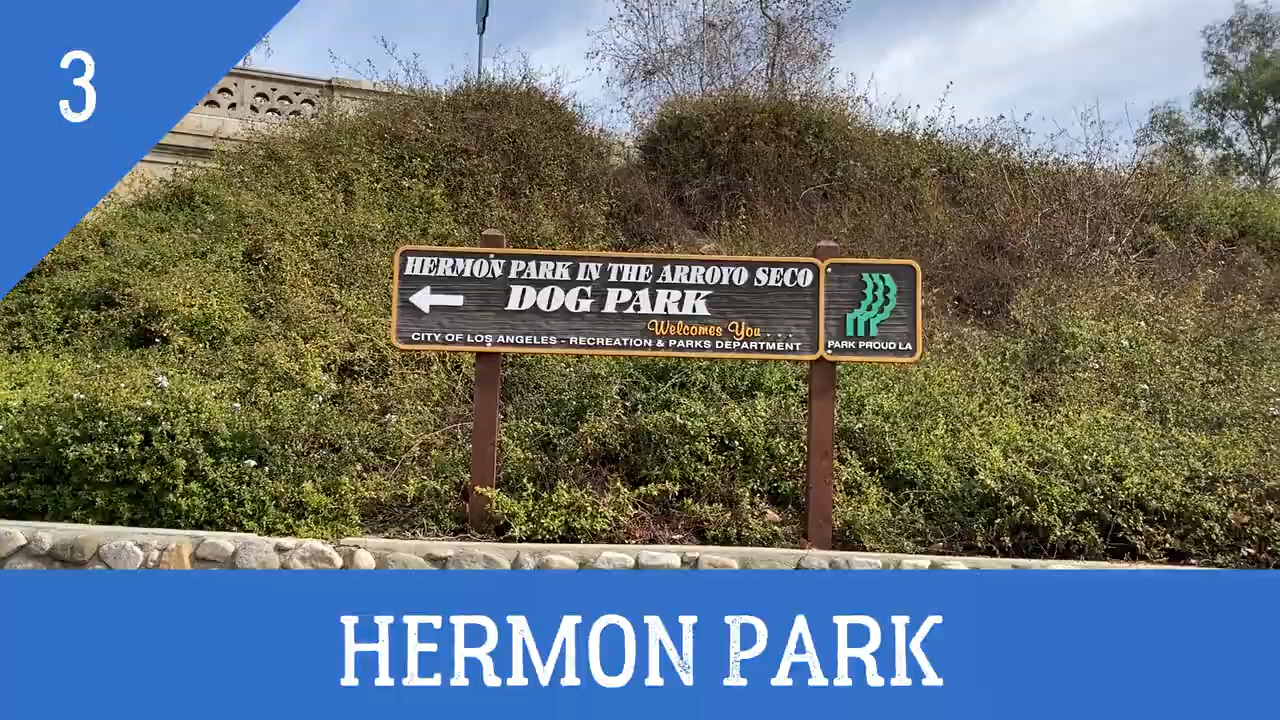 3
HERMON PARK IN THE ARROYO SECO
DOG PARK
Welcomes You...
CITY OF LOS ANGELES - RECREATION & PARKS DEPARTMENT
PARK PROUD LA
HERMON PARK